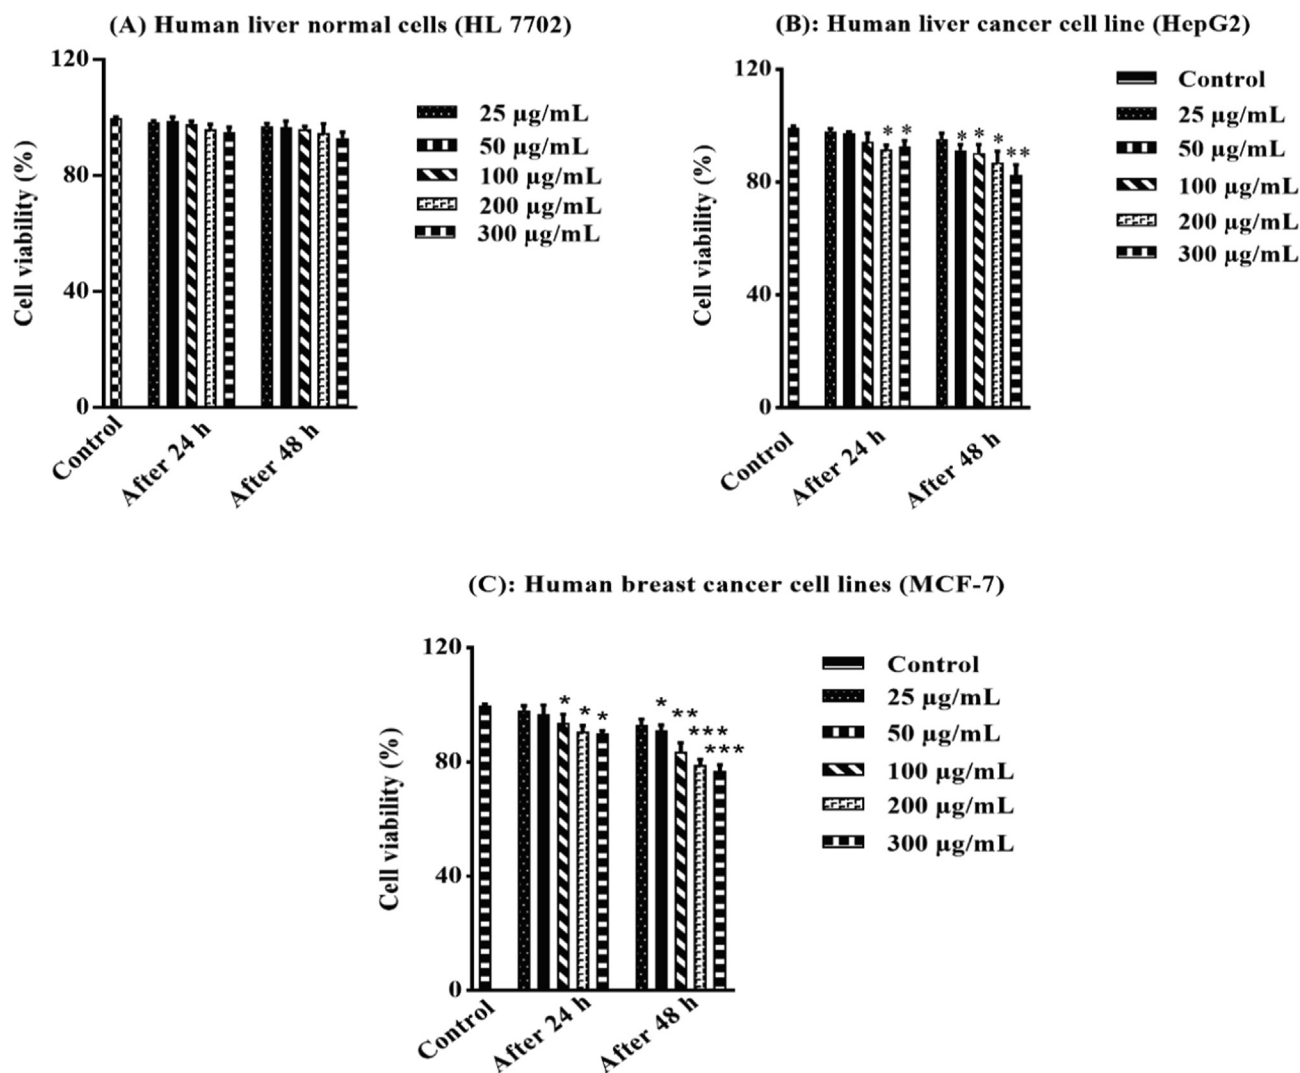 (A) Human liver normal cells (HL 7702)
120
80
40
0
Cell viability (%)
Control
After 24 h
After 48 h
25 µg/mL
50 µg/mL
100 µg/mL
200 µg/mL
300 µg/mL
(B): Human liver cancer cell line (HepG2)
120
80
40
0
Cell viability (%)
* *
* * * **
Control
After 24 h
After 48 h
Control
25 µg/mL
50 µg/mL
100 µg/mL
200 µg/mL
300 µg/mL
(C): Human breast cancer cell lines (MCF-7)
120
80
40
0
Cell viability (%)
* * *
* ** *** ***
Control
After 24 h
After 48 h
Control
25 µg/mL
50 µg/mL
100 µg/mL
200 µg/mL
300 µg/mL